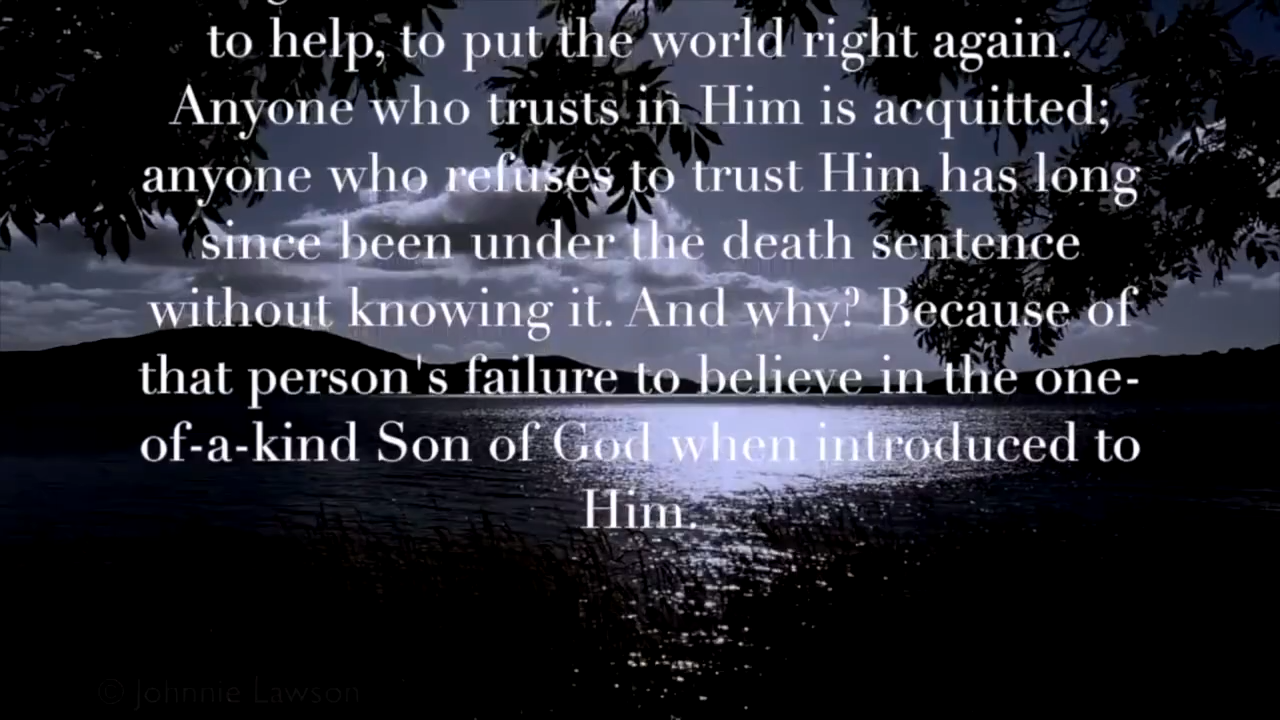 to help, to put the world right again.
Anyone who trusts in Him is acquitted;
anyone who refuses to trust Him has long
since been under the death sentence
without knowing it. And why? Because of
that person's failure to believe in the one-
of-a-kind Son of God when introduced to
Him.
© Johnnie Lawson